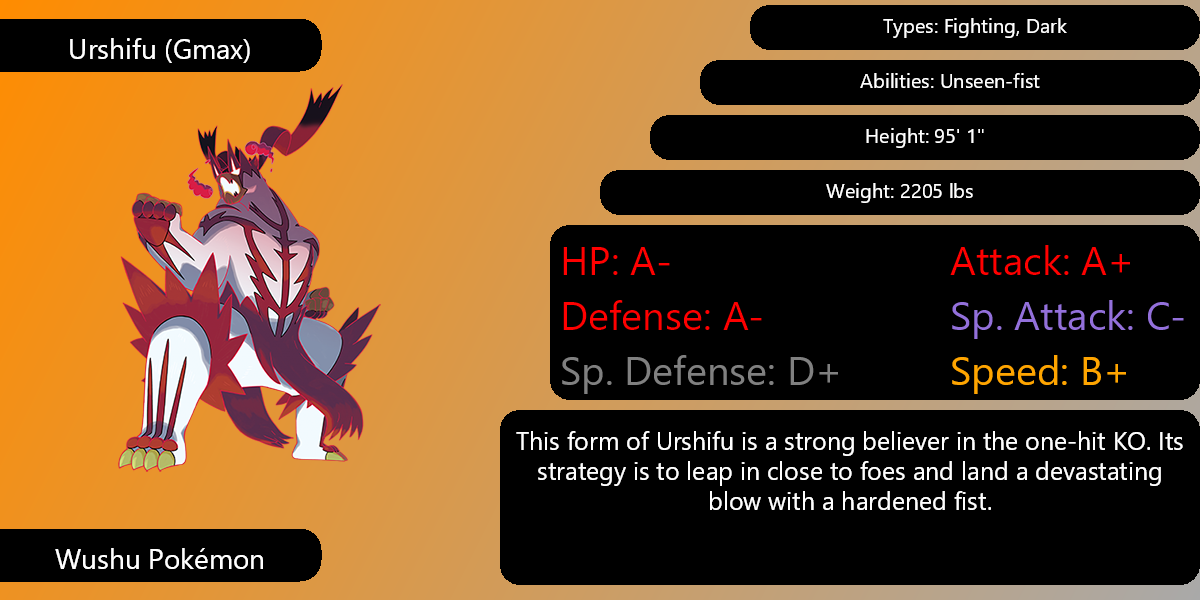 Urshifu (Gmax)
Types: Fighting, Dark
Abilities: Unseen-fist
Height: 95' 1"
Weight: 2205 lbs
HP: A-
Attack: A+
Defense: A-
Sp. Attack: C-
Sp. Defense: D+
Speed: B+
This form of Urshifu is a strong believer in the one-hit KO. Its
strategy is to leap in close to foes and land a devastating
blow with a hardened fist.
Wushu Pokémon